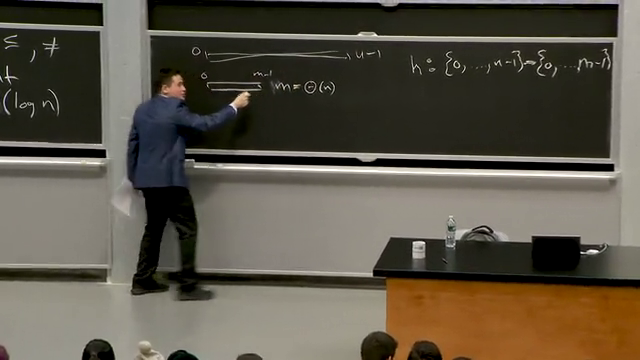 ≤ , ≠
(log n)
0 u-1
0 m-1
m = Θ(n)
h: {0, ..., u-1} → {0, ..., m-1}